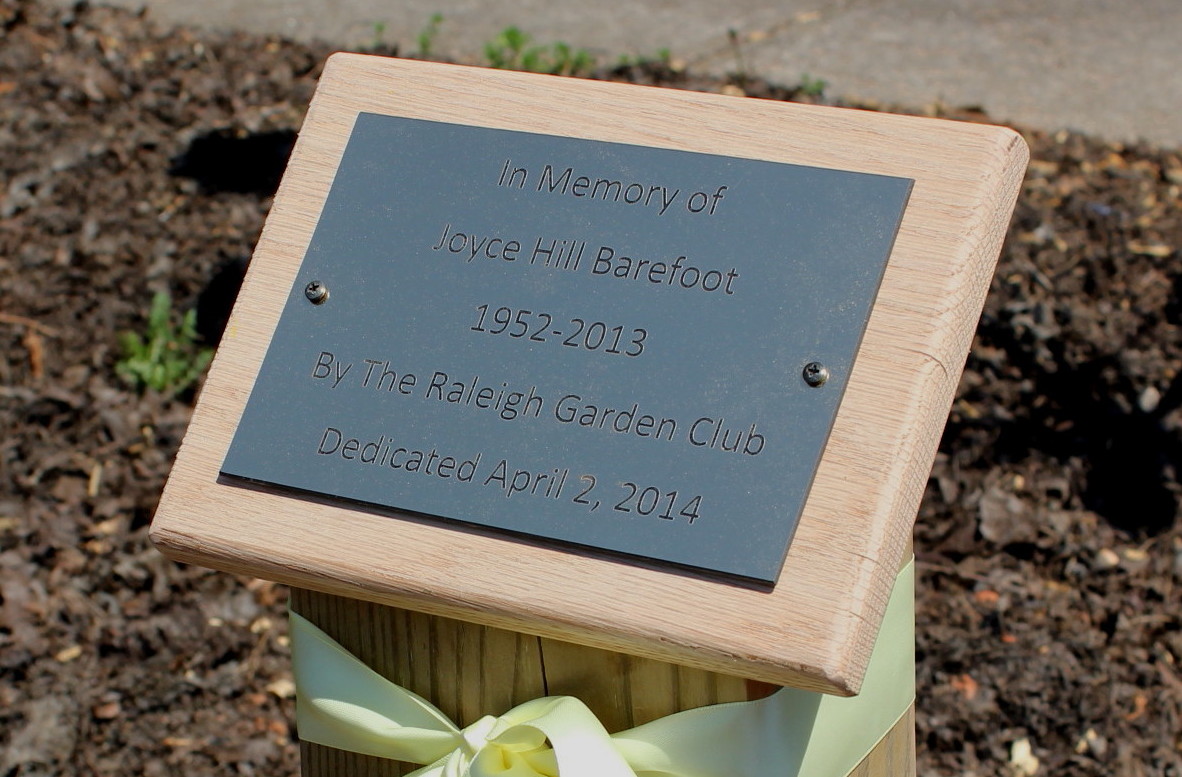 In Memory of
Joyce Hill Barefoot
1952-2013
By The Raleigh Garden Club
Dedicated April 2, 2014